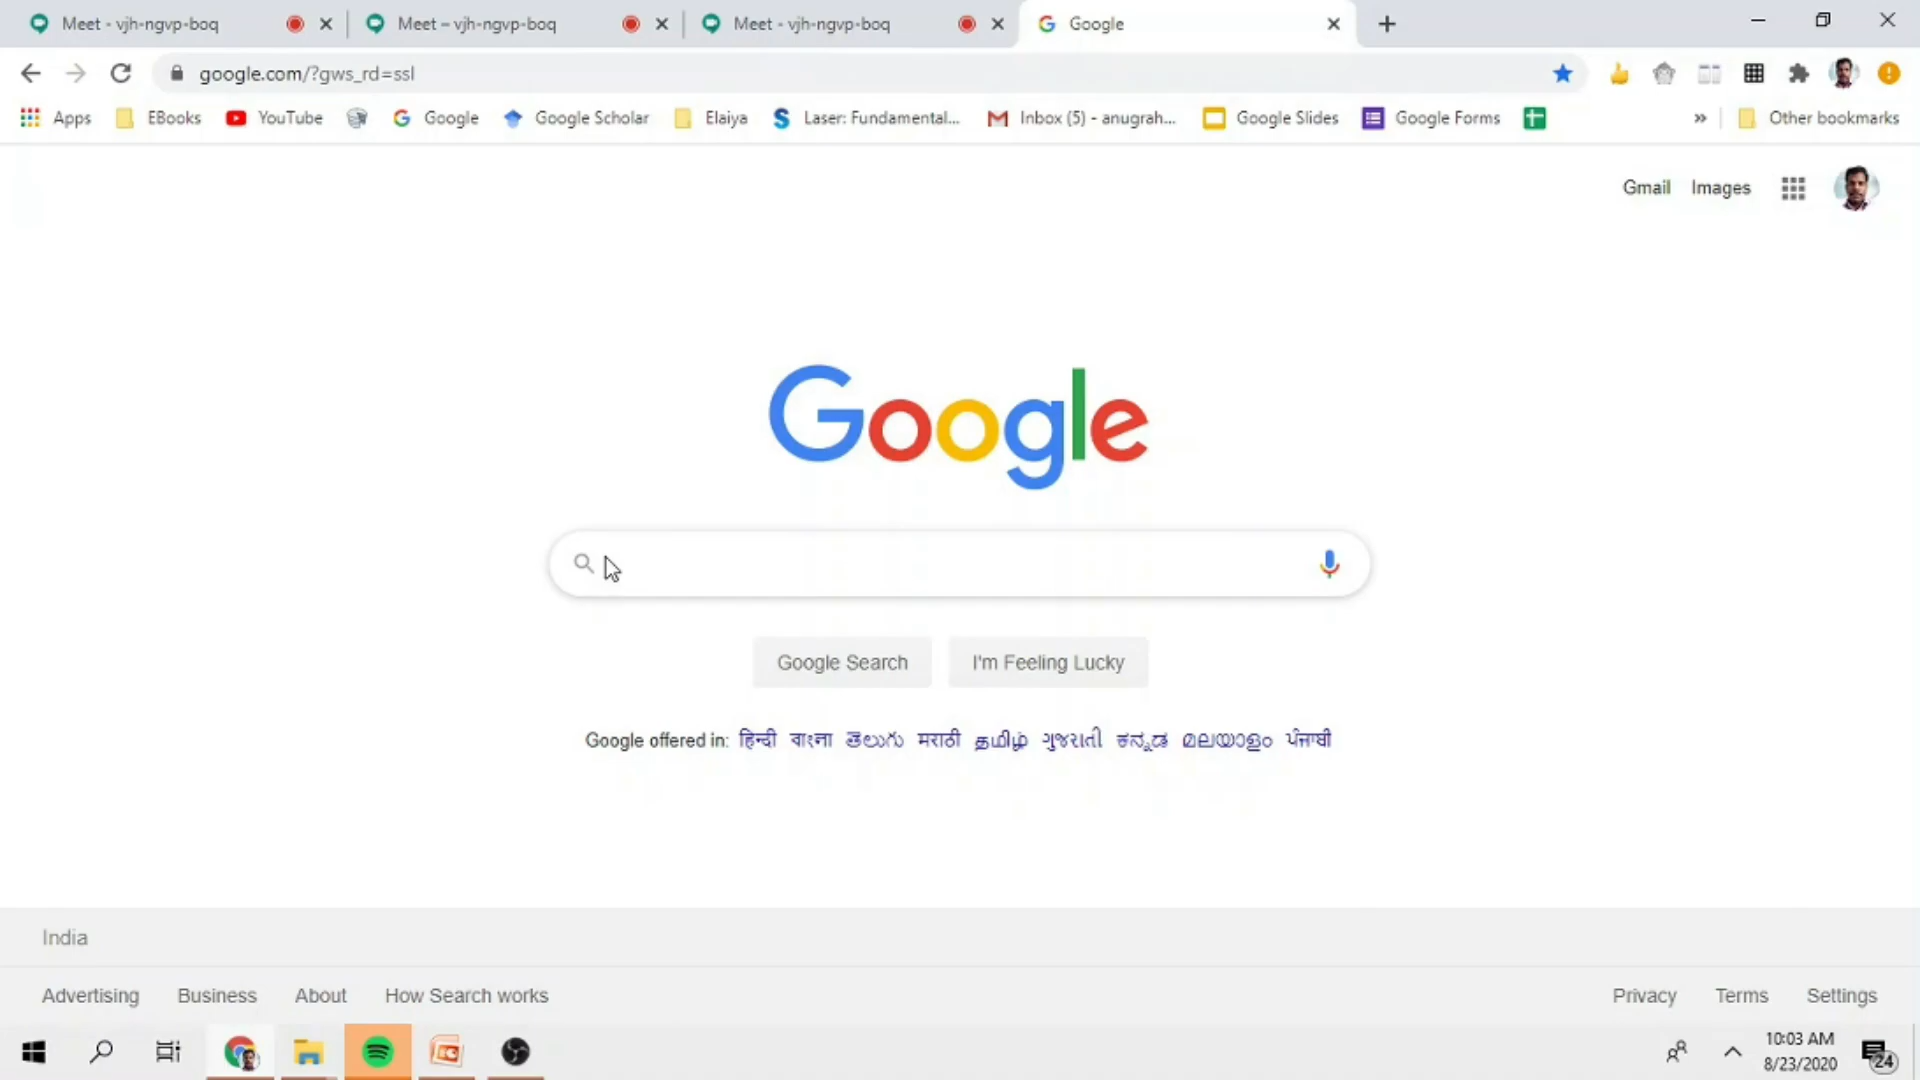 Meet - vjh-ngvp-boq Meet – vjh-ngvp-boq Meet - vjh-ngvp-boq Google
google.com/?gws_rd=ssl
Apps EBooks YouTube Google Google Scholar Elaiya Laser: Fundamental... Inbox (5) - anugrah... Google Slides Google Forms » Other bookmarks
Gmail Images
Google
Google Search I'm Feeling Lucky
Google offered in: हिन्दी বাংলা తెలుగు मराठी தமிழ் ગુજરાતી ಕನ್ನಡ മലയാളം ਪੰਜਾਬੀ
India
Advertising Business About How Search works Privacy Terms Settings
10:03 AM
8/23/2020
24